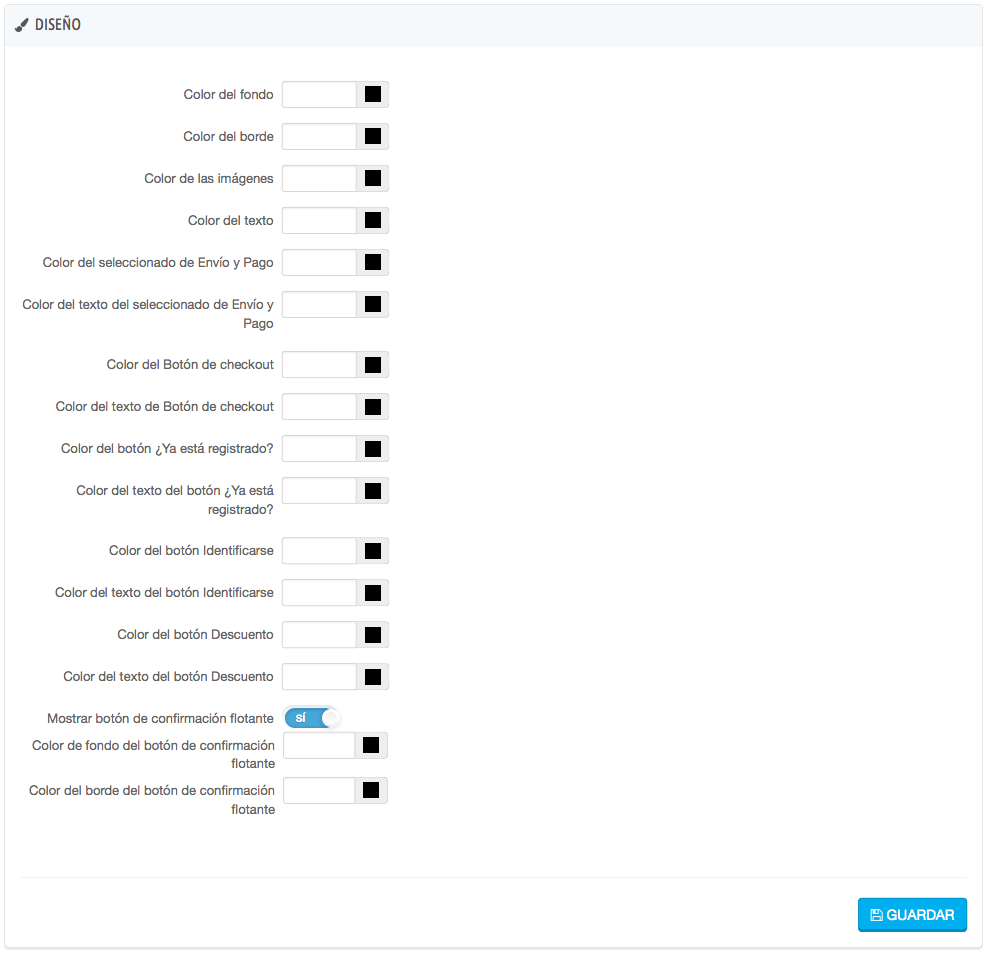 DISEÑO
Color del fondo
Color del borde
Color de las imágenes
Color del texto
Color del seleccionado de Envío y Pago
Color del texto del seleccionado de Envío y
Pago
Color del Botón de checkout
Color del texto de Botón de checkout
Color del botón ¿Ya está registrado?
Color del texto del botón ¿Ya está
registrado?
Color del botón Identificarse
Color del texto del botón Identificarse
Color del botón Descuento
Color del texto del botón Descuento
Mostrar botón de confirmación flotante SÍ
Color de fondo del botón de confirmación
flotante
Color del borde del botón de confirmación
flotante
GUARDAR